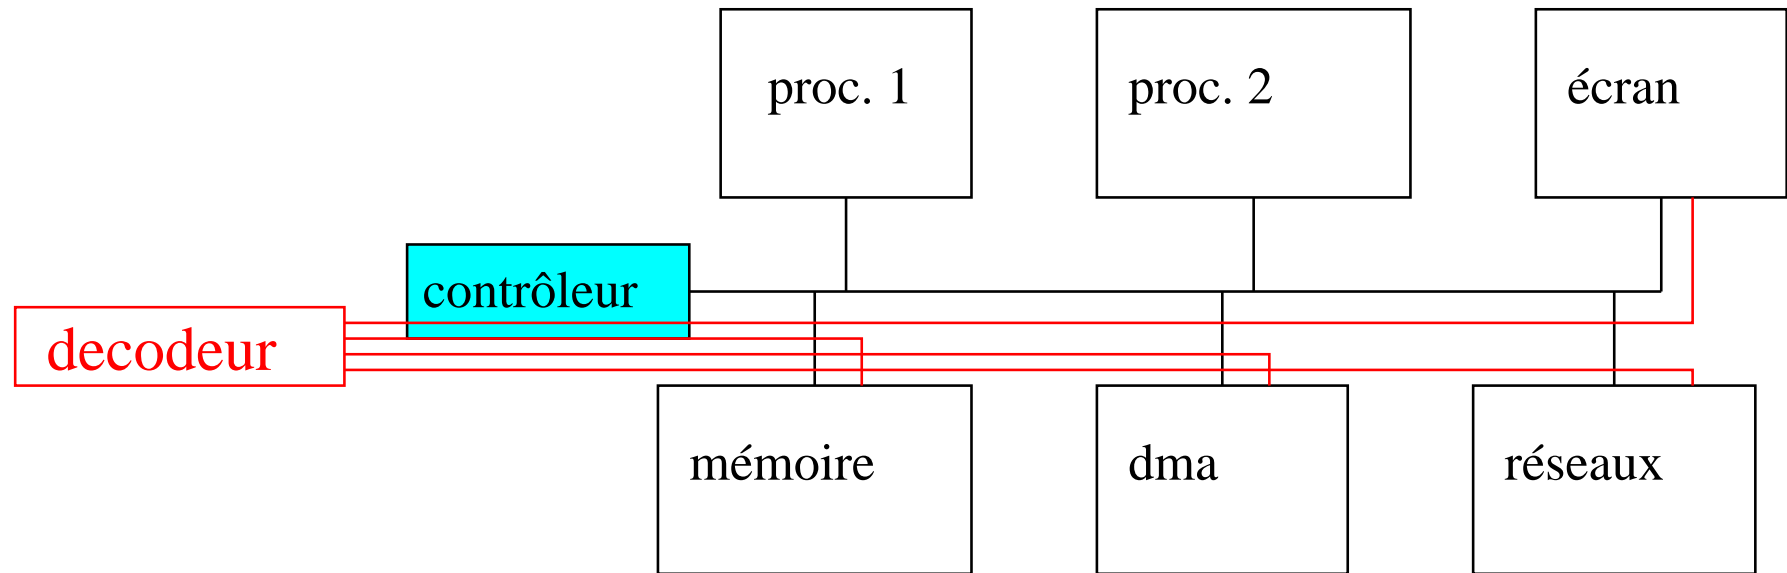 proc. 1
proc. 2
écran
contrôleur
decodeur
mémoire
dma
réseaux